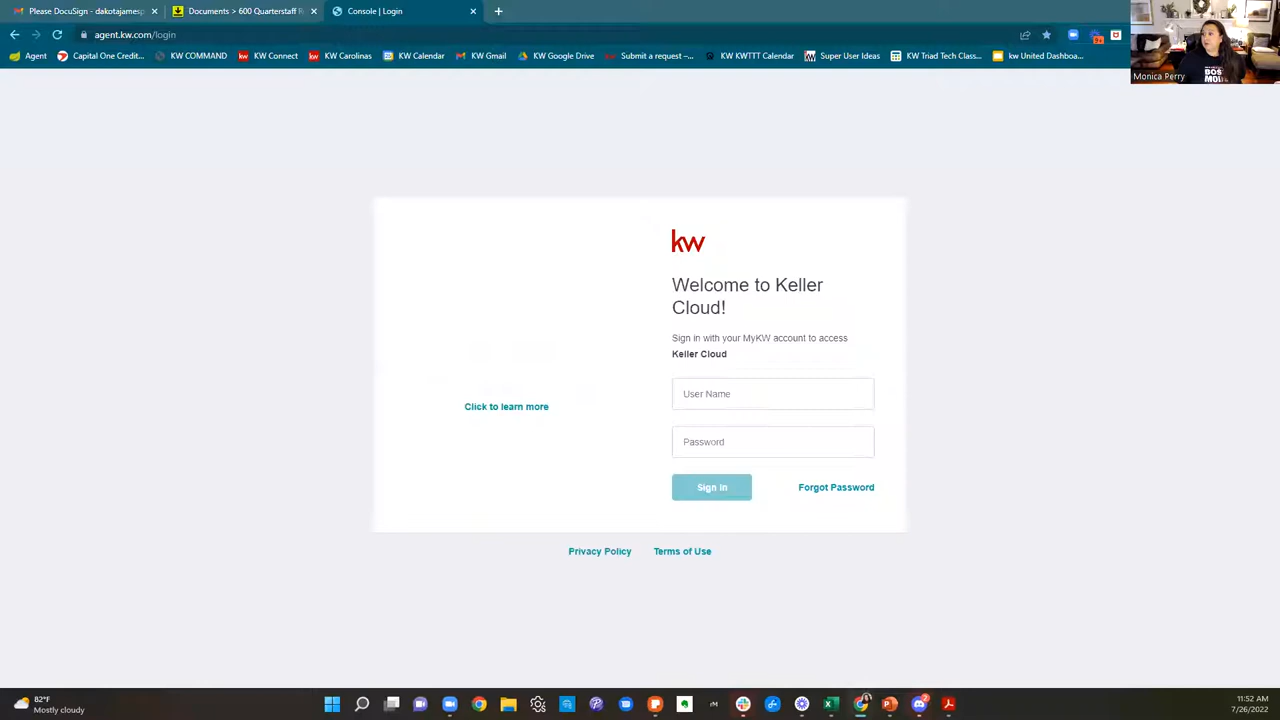 Please DocuSign - dakotajamesp
Documents > 600 Quarterstaff R
Console | Login
agent.kw.com/login
Agent
Capital One Credit...
KW COMMAND
KW Connect
KW Carolinas
KW Calendar
KW Gmail
KW Google Drive
Submit a request –...
KW KWTTT Calendar
Super User Ideas
KW Triad Tech Class...
kw United Dashboa...
Monica Perry
kw
Welcome to Keller
Cloud!
Sign in with your MyKW account to access
Keller Cloud
User Name
Click to learn more
Password
Sign In
Forgot Password
Privacy Policy
Terms of Use
82°F
Mostly cloudy
11:52 AM
7/26/2022